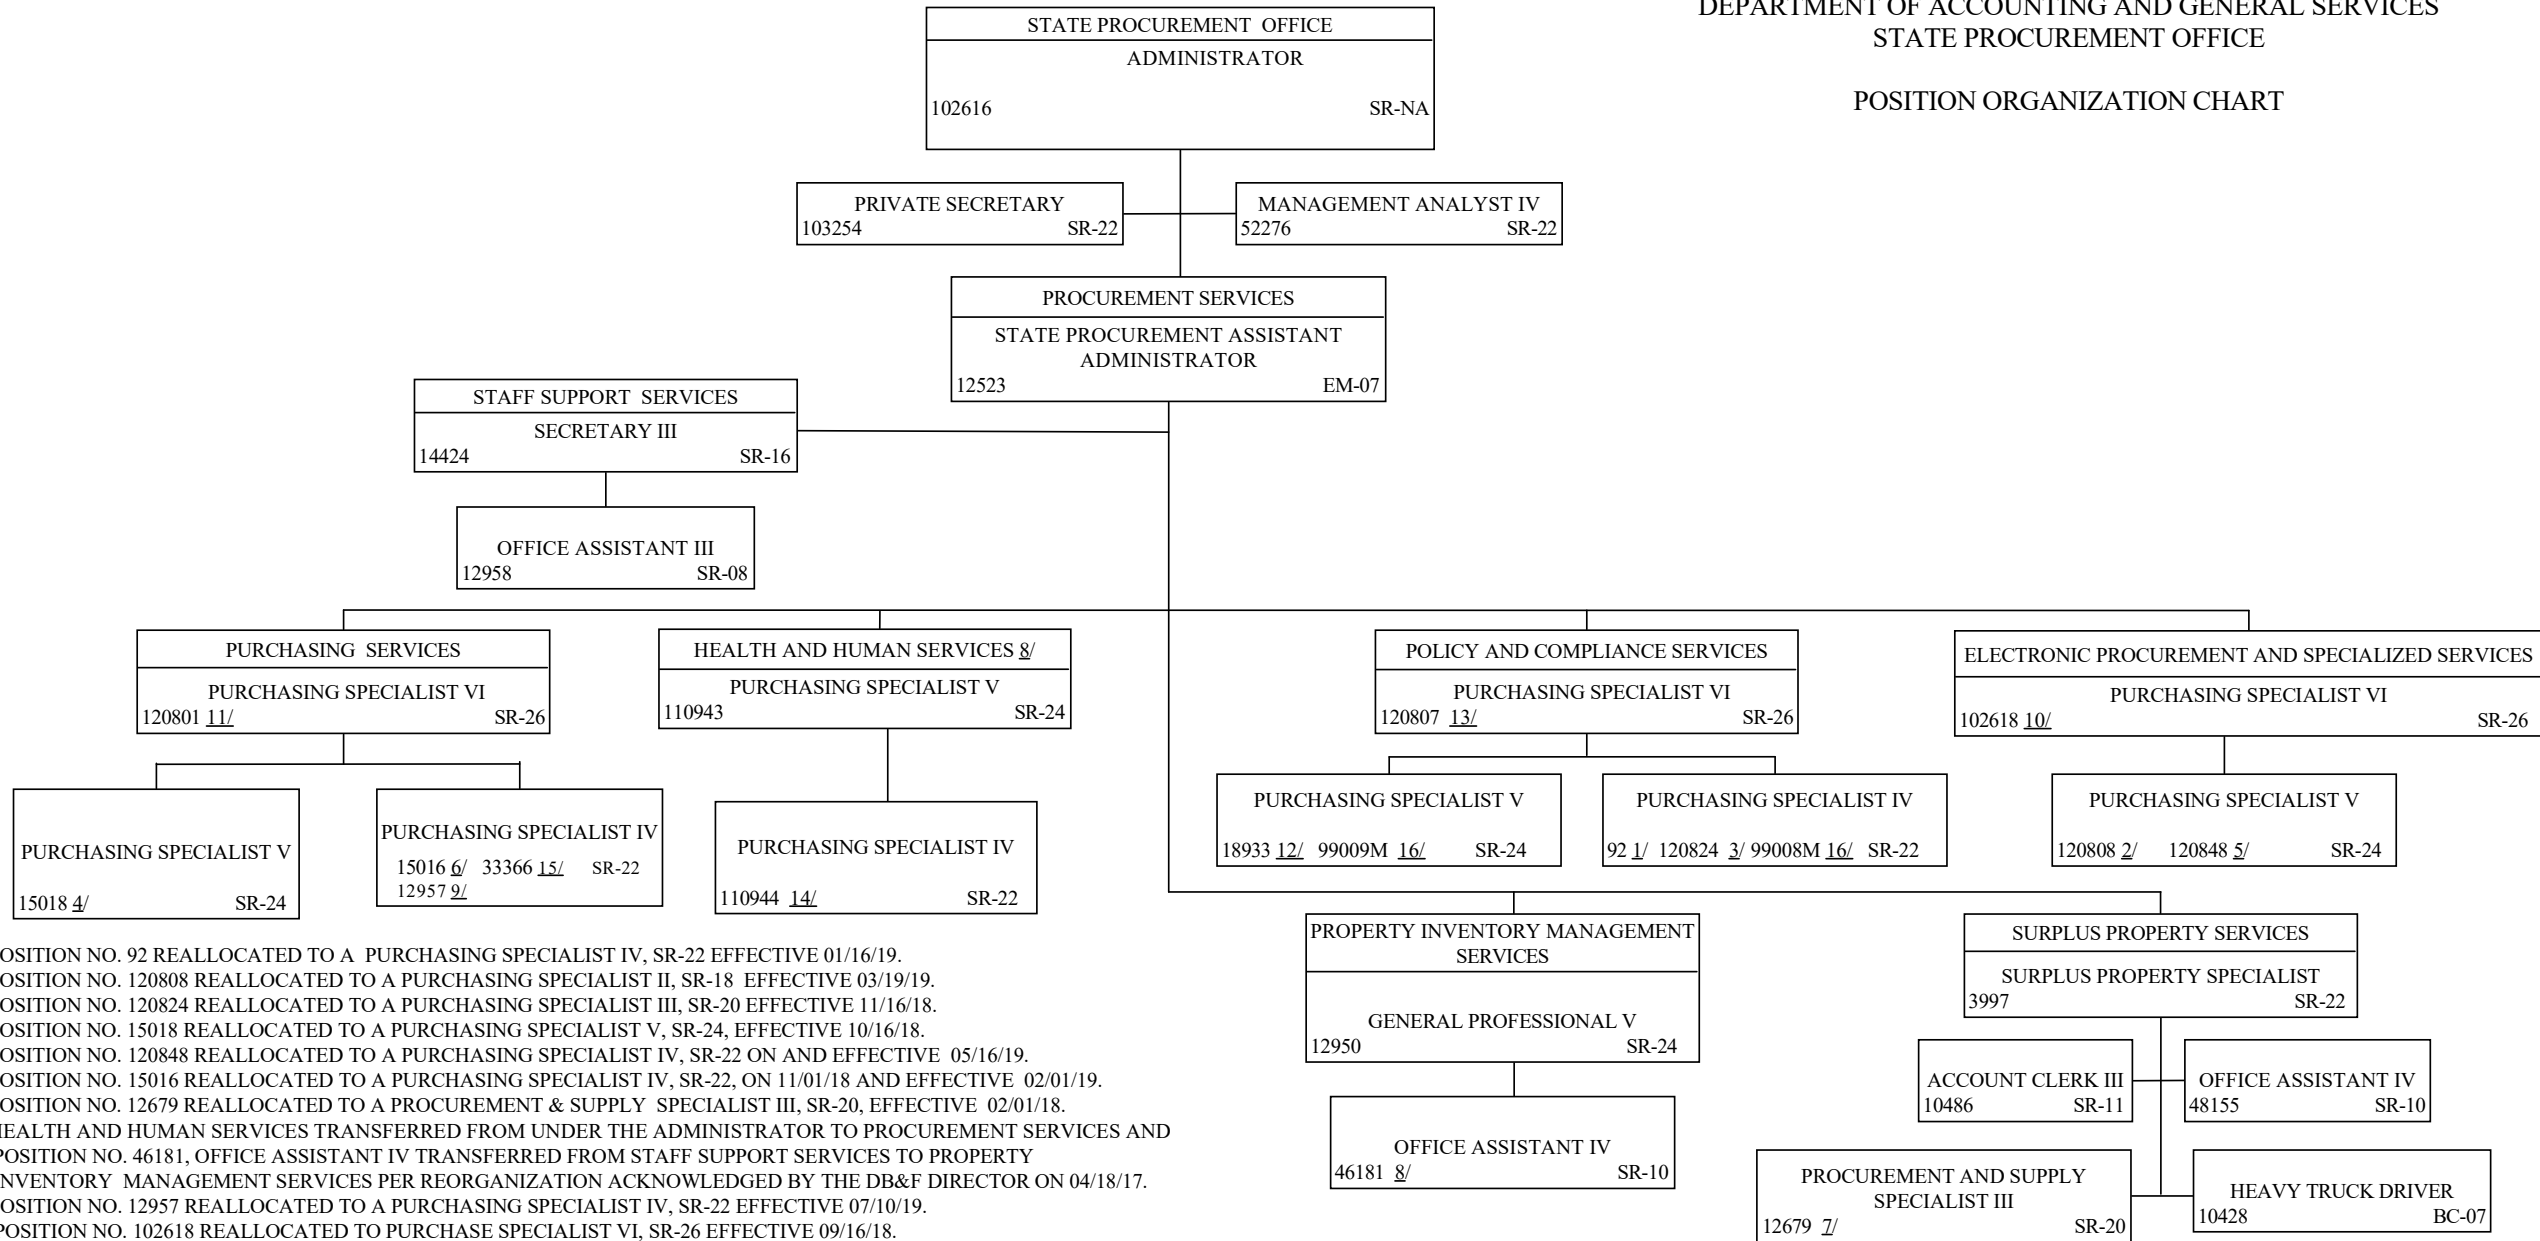 DEPARTMENT OF ACCOUNTING AND GENERAL SERVICES
STATE PROCUREMENT OFFICE
POSITION ORGANIZATION CHART
STATE PROCUREMENT OFFICE
ADMINISTRATOR
102616 SR-NA
PRIVATE SECRETARY
103254 SR-22
MANAGEMENT ANALYST IV
52276 SR-22
PROCUREMENT SERVICES
STATE PROCUREMENT ASSISTANT
ADMINISTRATOR
12523 EM-07
STAFF SUPPORT SERVICES
SECRETARY III
14424 SR-16
OFFICE ASSISTANT III
12958 SR-08
PURCHASING SERVICES
PURCHASING SPECIALIST VI
120801 11/ SR-26
HEALTH AND HUMAN SERVICES 8/
PURCHASING SPECIALIST V
110943 SR-24
POLICY AND COMPLIANCE SERVICES
PURCHASING SPECIALIST VI
120807 13/ SR-26
ELECTRONIC PROCUREMENT AND SPECIALIZED SERVICES
PURCHASING SPECIALIST VI
102618 10/ SR-26
PURCHASING SPECIALIST V
15018 4/ SR-24
PURCHASING SPECIALIST IV
15016 6/ 33366 15/ SR-22
12957 9/
PURCHASING SPECIALIST IV
110944 14/ SR-22
PURCHASING SPECIALIST V
18933 12/ 99009M 16/ SR-24
PURCHASING SPECIALIST IV
92 1/ 120824 3/ 99008M 16/ SR-22
PURCHASING SPECIALIST V
120808 2/ 120848 5/ SR-24
PROPERTY INVENTORY MANAGEMENT
SERVICES
GENERAL PROFESSIONAL V
12950 SR-24
OFFICE ASSISTANT IV
46181 8/ SR-10
SURPLUS PROPERTY SERVICES
SURPLUS PROPERTY SPECIALIST
3997 SR-22
ACCOUNT CLERK III
10486 SR-11
OFFICE ASSISTANT IV
48155 SR-10
PROCUREMENT AND SUPPLY
SPECIALIST III
12679 7/ SR-20
HEAVY TRUCK DRIVER
10428 BC-07
OSITION NO. 92 REALLOCATED TO A PURCHASING SPECIALIST IV, SR-22 EFFECTIVE 01/16/19.
OSITION NO. 120808 REALLOCATED TO A PURCHASING SPECIALIST II, SR-18 EFFECTIVE 03/19/19.
OSITION NO. 120824 REALLOCATED TO A PURCHASING SPECIALIST III, SR-20 EFFECTIVE 11/16/18.
OSITION NO. 15018 REALLOCATED TO A PURCHASING SPECIALIST V, SR-24, EFFECTIVE 10/16/18.
OSITION NO. 120848 REALLOCATED TO A PURCHASING SPECIALIST IV, SR-22 ON AND EFFECTIVE 05/16/19.
OSITION NO. 15016 REALLOCATED TO A PURCHASING SPECIALIST IV, SR-22, ON 11/01/18 AND EFFECTIVE 02/01/19.
OSITION NO. 12679 REALLOCATED TO A PROCUREMENT & SUPPLY SPECIALIST III, SR-20, EFFECTIVE 02/01/18.
HEALTH AND HUMAN SERVICES TRANSFERRED FROM UNDER THE ADMINISTRATOR TO PROCUREMENT SERVICES AND
POSITION NO. 46181, OFFICE ASSISTANT IV TRANSFERRED FROM STAFF SUPPORT SERVICES TO PROPERTY
NVENTORY MANAGEMENT SERVICES PER REORGANIZATION ACKNOWLEDGED BY THE DB&F DIRECTOR ON 04/18/17.
OSITION NO. 12957 REALLOCATED TO A PURCHASING SPECIALIST IV, SR-22 EFFECTIVE 07/10/19.
POSITION NO. 102618 REALLOCATED TO PURCHASE SPECIALIST VI, SR-26 EFFECTIVE 09/16/18.